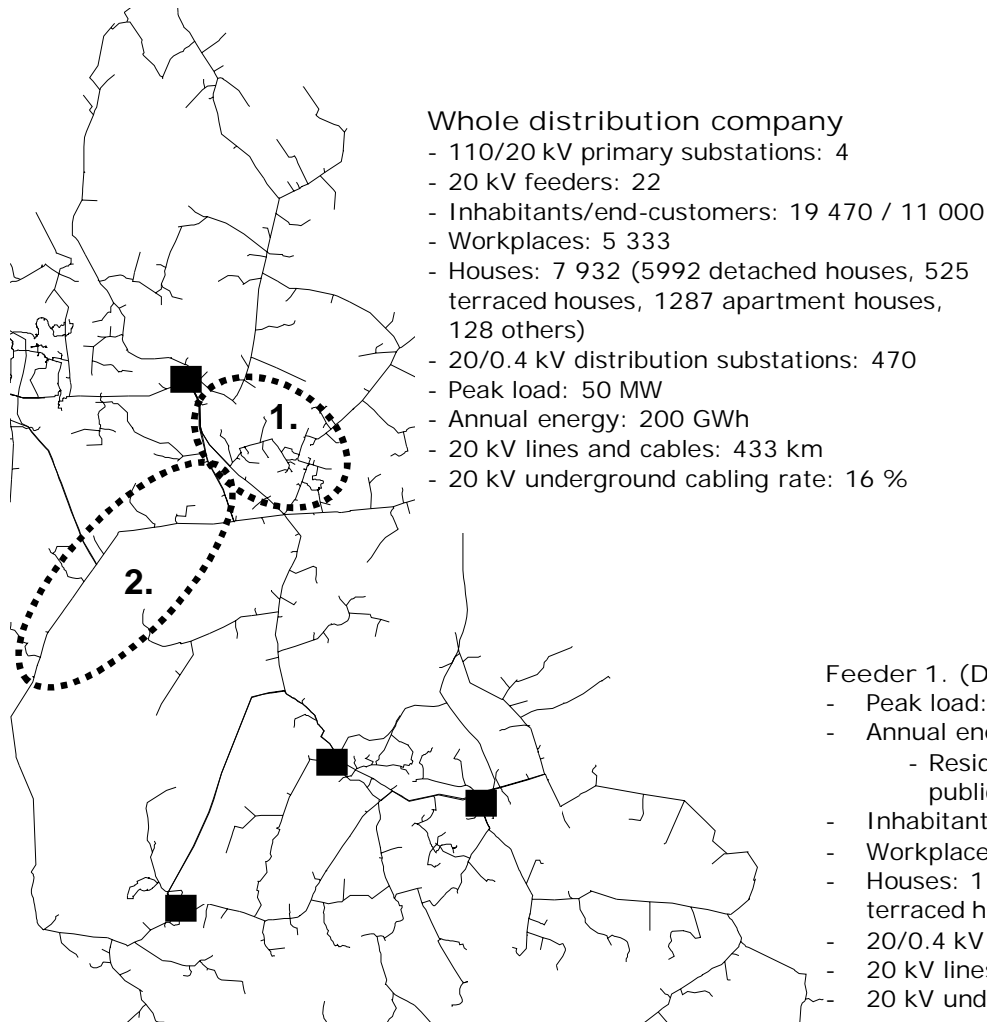 Whole distribution company
- 110/20 kV primary substations: 4
- 20 kV feeders: 22
- Inhabitants/end-customers: 19 470 / 11 000
- Workplaces: 5 333
- Houses: 7 932 (5992 detached houses, 525
terraced houses, 1287 apartment houses,
128 others)
- 20/0.4 kV distribution substations: 470
- Peak load: 50 MW
- Annual energy: 200 GWh
- 20 kV lines and cables: 433 km
- 20 kV underground cabling rate: 16 %
1.
2.
Feeder 1. (D
- Peak load:
- Annual en
- Resid
publi
- Inhabitant
- Workplace
- Houses: 1
terraced h
- 20/0.4 kV
- 20 kV lines
- 20 kV und